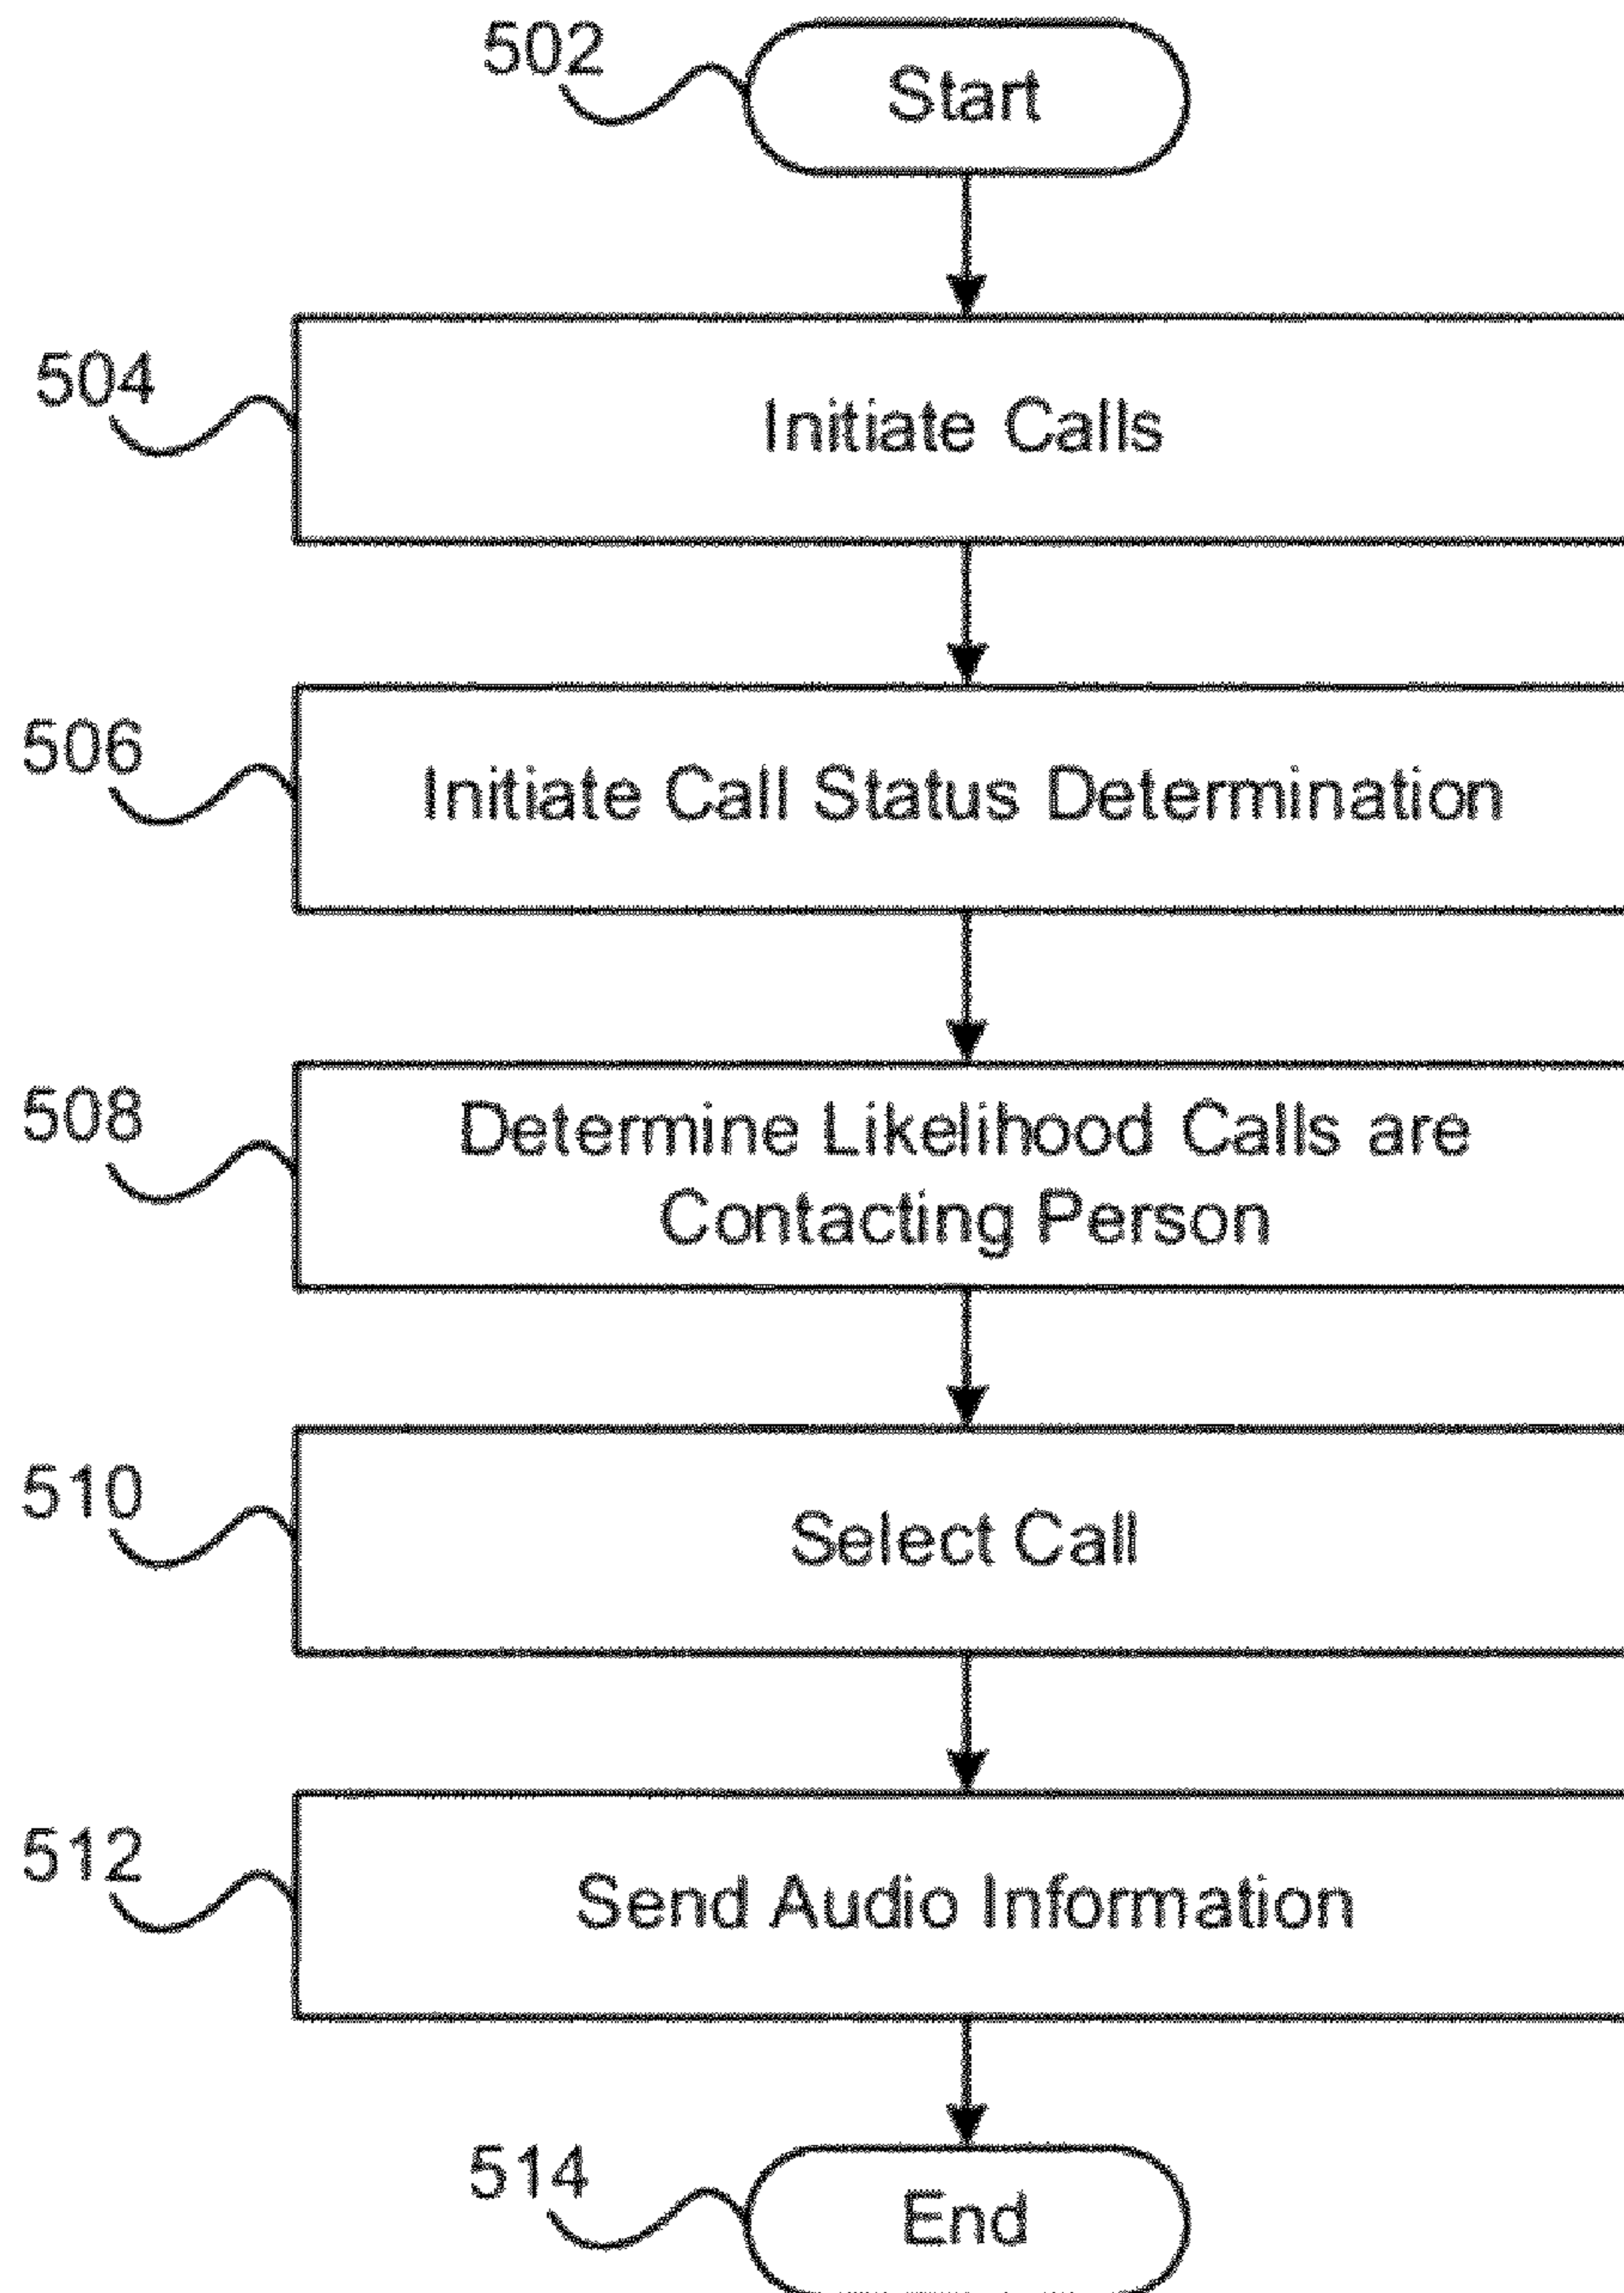 502
Start
504
Initiate Calls
506
Initiate Call Status Determination
508
Determine Likelihood Calls are
Contacting Person
510
Select Call
512
Send Audio Information
514
End